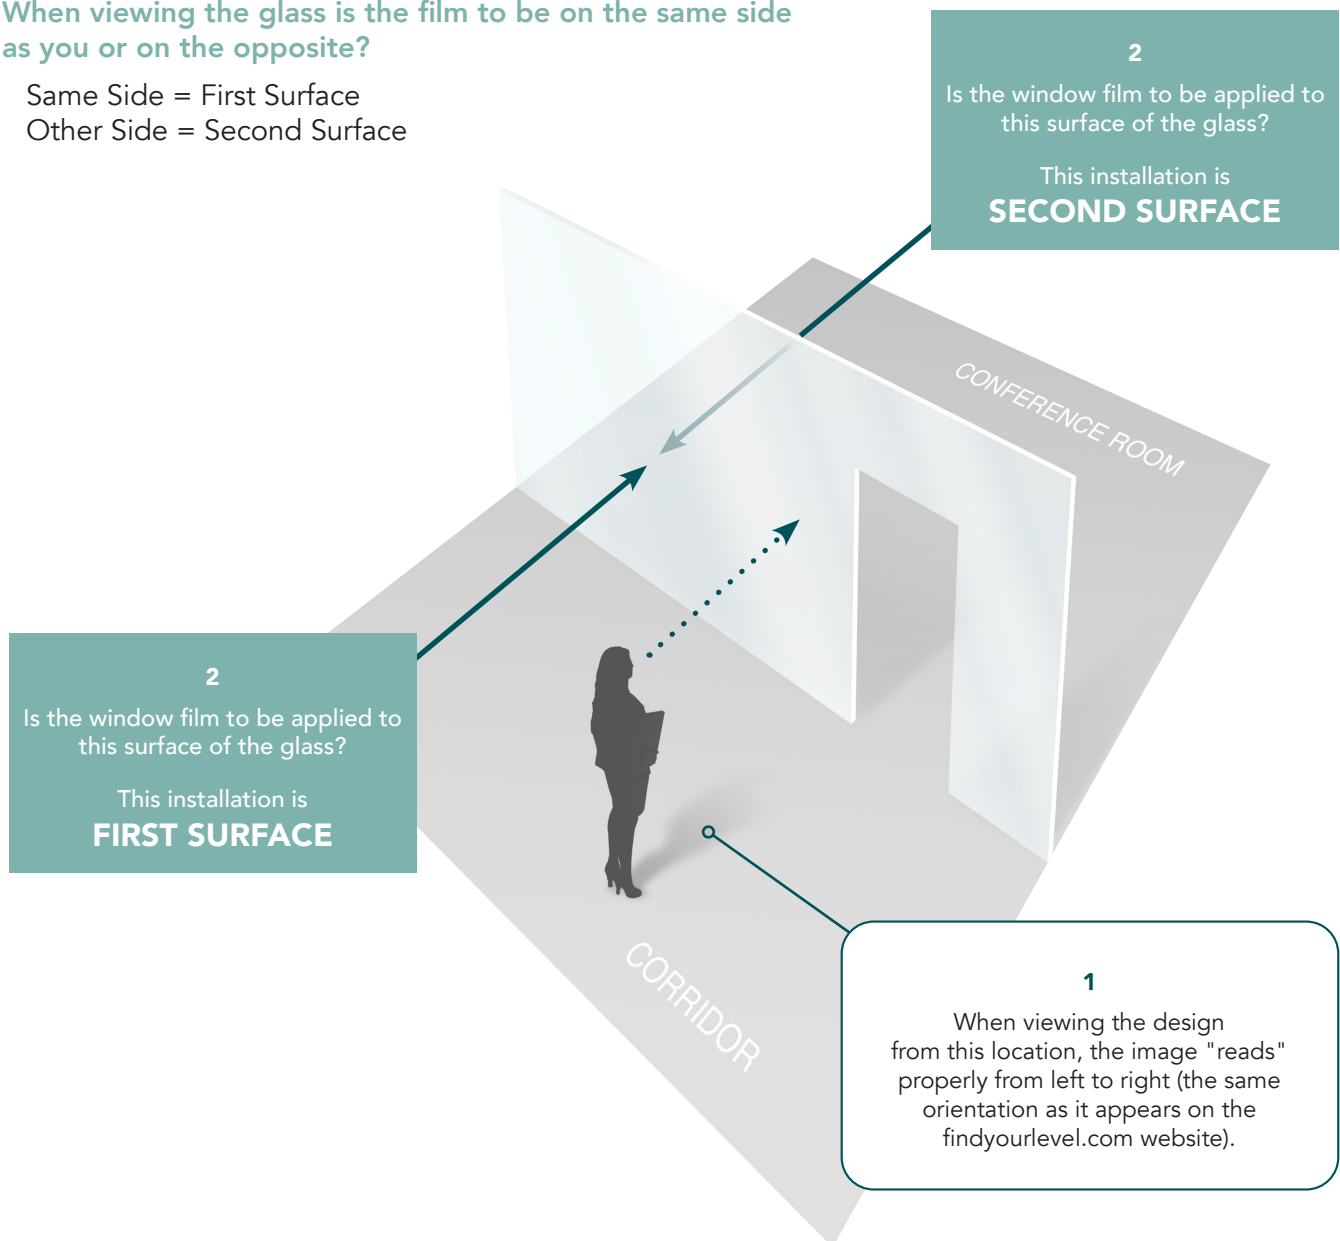 When viewing the glass is the film to be on the same side
as you or on the opposite?
Same Side = First Surface
Other Side = Second Surface
2
Is the window film to be applied to
this surface of the glass?
This installation is
SECOND SURFACE
CONFERENCE ROOM
2
Is the window film to be applied to
this surface of the glass?
This installation is
FIRST SURFACE
CORRIDOR
1
When viewing the design
from this location, the image "reads"
properly from left to right (the same
orientation as it appears on the
findyourlevel.com website).